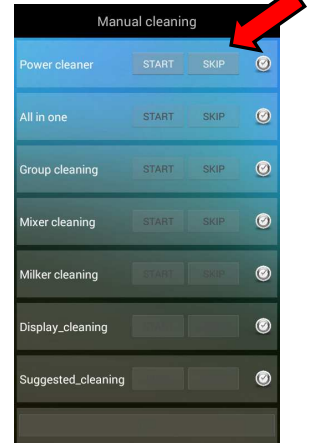 Manual cleaning
Power cleaner START SKIP
All in one START SKIP
Group cleaning START SKIP
Mixer cleaning START SKIP
Milker cleaning START SKIP
Display_cleaning
Suggested_cleaning